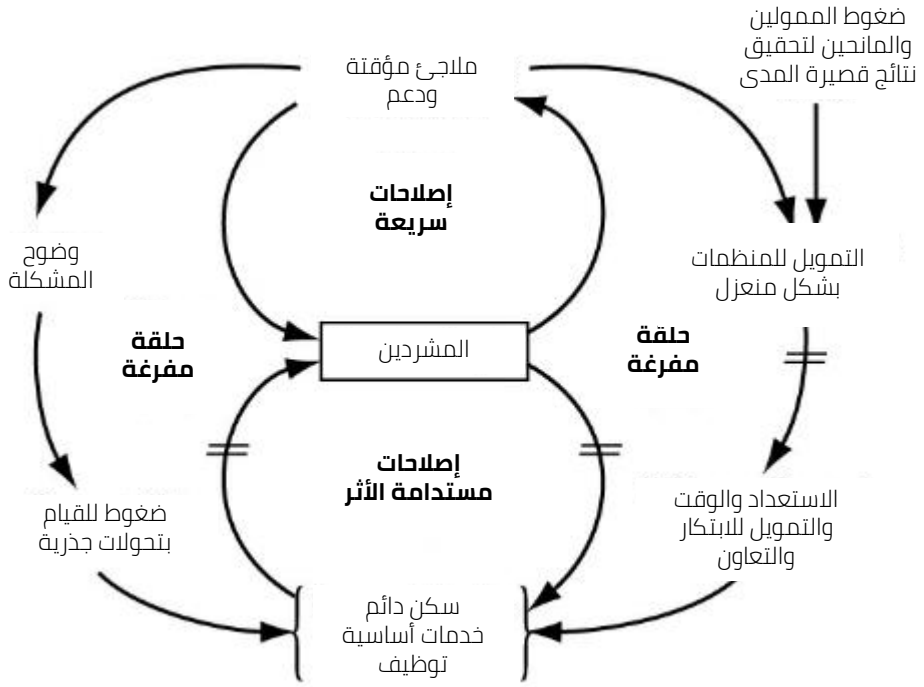 ضغوط الممولين
والمانحين لتحقيق
نتائج قصيرة المدى
ملاجئ مؤقتة
ودعم
إصلاحات
سريعة
وضوح
المشكلة
التمويل للمنظمات
بشكل منعزل
حلقة
مفرغة
المشردين
حلقة
مفرغة
إصلاحات
مستدامة الأثر
ضغوط للقيام
بتحولات جذرية
الاستعداد والوقت
والتمويل للابتكار
والتعاون
سكن دائم
خدمات أساسية
توظيف